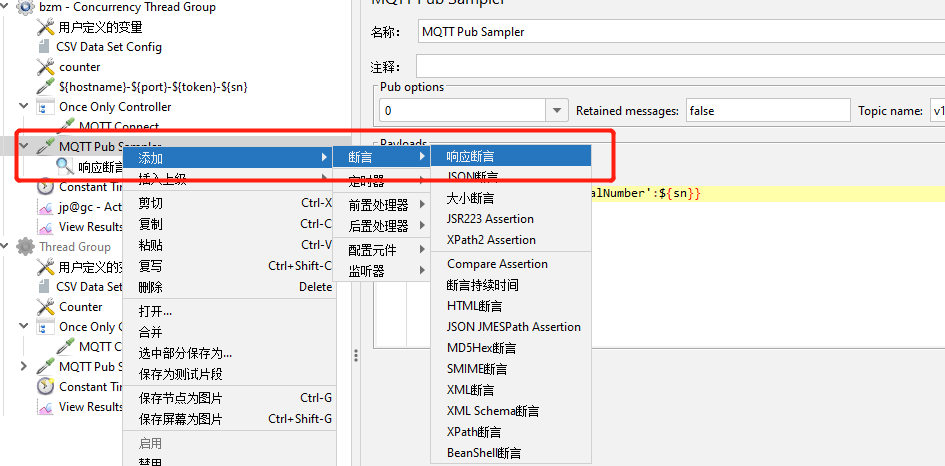 bzm - Concurrency Thread Group
用户定义的变量
CSV Data Set Config
counter
${hostname}-${port}-${token}-${sn}
Once Only Controller
MQTT Connect
MQTT Pub Sampler
响应断言
Constant Tim
jp@gc - Act
View Results
Thread Group
用户定义的变
CSV Data Set
Counter
Once Only Co
MQTT C
MQTT Pub S
Constant Tim
View Results
添加
插入上级
剪切 Ctrl-X
复制 Ctrl-C
粘贴 Ctrl-V
复写 Ctrl+Shift-C
删除 Delete
打开...
合并
选中部分保存为...
保存为测试片段
保存节点为图片 Ctrl-G
保存屏幕为图片 Ctrl+Shift-G
启用
禁用
断言
定时器
前置处理器
后置处理器
配置元件
监听器
响应断言
JSON断言
大小断言
JSR223 Assertion
XPath2 Assertion
Compare Assertion
断言持续时间
HTML断言
JSON JMESPath Assertion
MD5Hex断言
SMIME断言
XML断言
XML Schema断言
XPath断言
BeanShell断言
MQTT Pub Sampler
名称： MQTT Pub Sampler
注释：
Pub options
0 Retained messages: false Topic name: v1
Payloads
alNumber':${sn}}